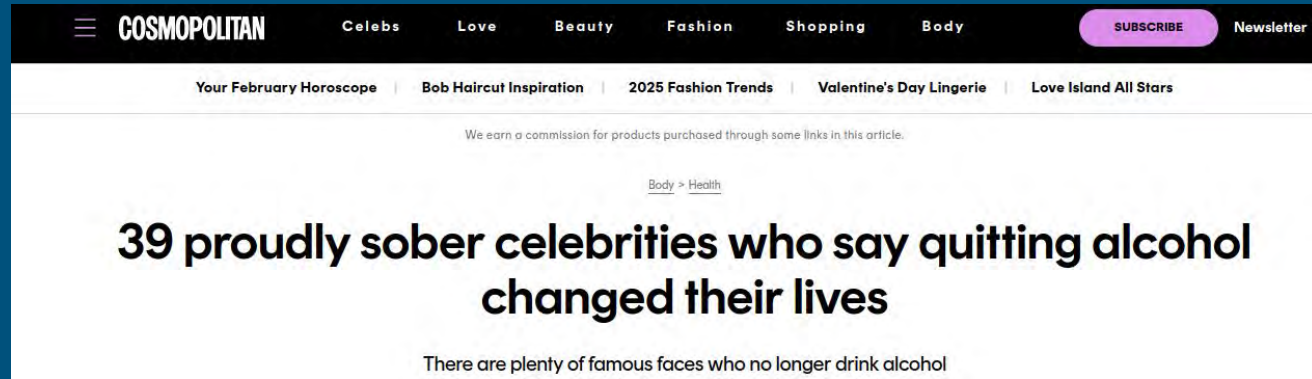 COSMOPOLITAN Celebs Love Beauty Fashion Shopping Body SUBSCRIBE Newsletter
Your February Horoscope | Bob Haircut Inspiration | 2025 Fashion Trends | Valentine's Day Lingerie | Love Island All Stars
We earn a commission for products purchased through some links in this article.
Body > Health
39 proudly sober celebrities who say quitting alcohol
changed their lives
There are plenty of famous faces who no longer drink alcohol